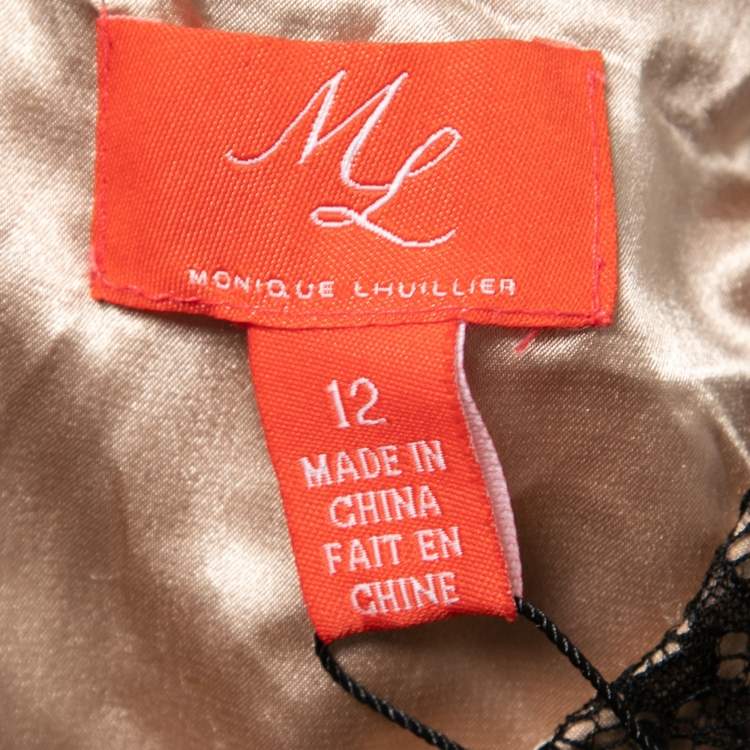 ML
MONIQUE LHUILLIER
12
MADE IN
CHINA
FAIT EN
CHINE